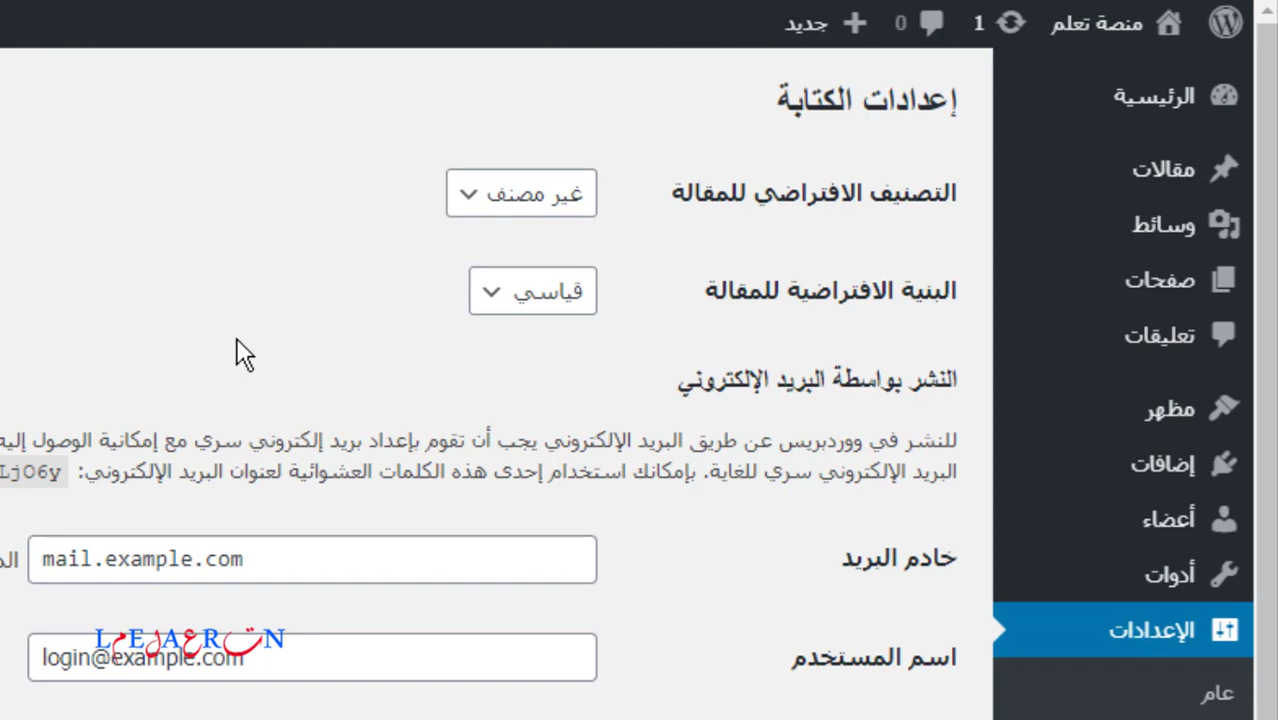 منصة تعلم
1
0
جديد
الرئيسية
مقالات
وسائط
صفحات
تعليقات
مظهر
إضافات
أعضاء
أدوات
الإعدادات
عام
إعدادات الكتابة
التصنيف الافتراضي للمقالة
غير مصنف
البنية الافتراضية للمقالة
قياسي
النشر بواسطة البريد الإلكتروني
للنشر في ووردبريس عن طريق البريد الإلكتروني يجب أن تقوم بإعداد بريد إلكتروني سري مع إمكانية الوصول إليه
البريد الإلكتروني سري للغاية. بإمكانك استخدام إحدى هذه الكلمات العشوائية لعنوان البريد الإلكتروني: LjO6y
خادم البريد
mail.example.com
اسم المستخدم
login@example.com